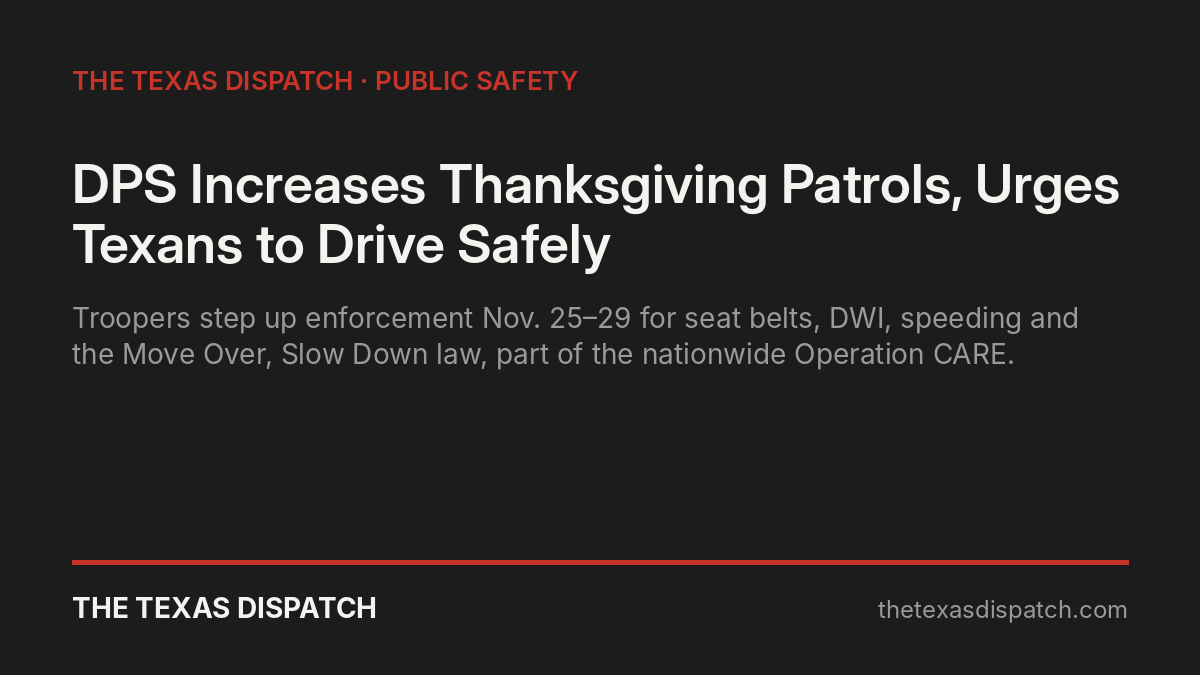 THE TEXAS DISPATCH · PUBLIC SAFETY
DPS Increases Thanksgiving Patrols, Urges
Texans to Drive Safely
Troopers step up enforcement Nov. 25–29 for seat belts, DWI, speeding and
the Move Over, Slow Down law, part of the nationwide Operation CARE.
THE TEXAS DISPATCH
thetexasdispatch.com